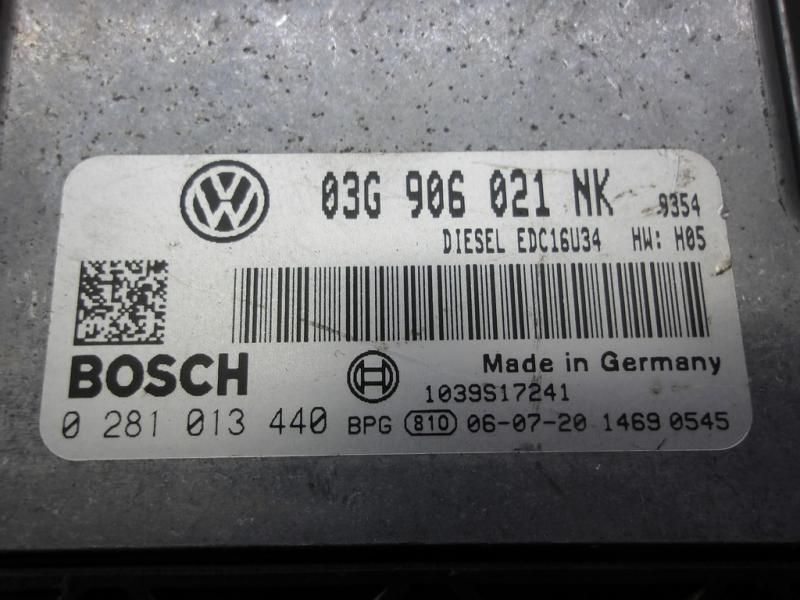 03G 906 021 NK 9354
DIESEL EDC16U34 HW: H05
BOSCH
Made in Germany
1039S17241
0 281 013 440 BPG 810 06-07-20 1469 0545